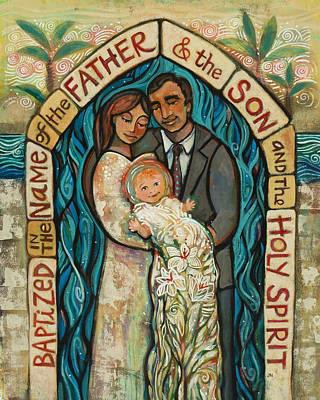 BAPTIZED
IN the
NAME
of the
FATHER
& the
SON
and the
HOLY SPIRIT